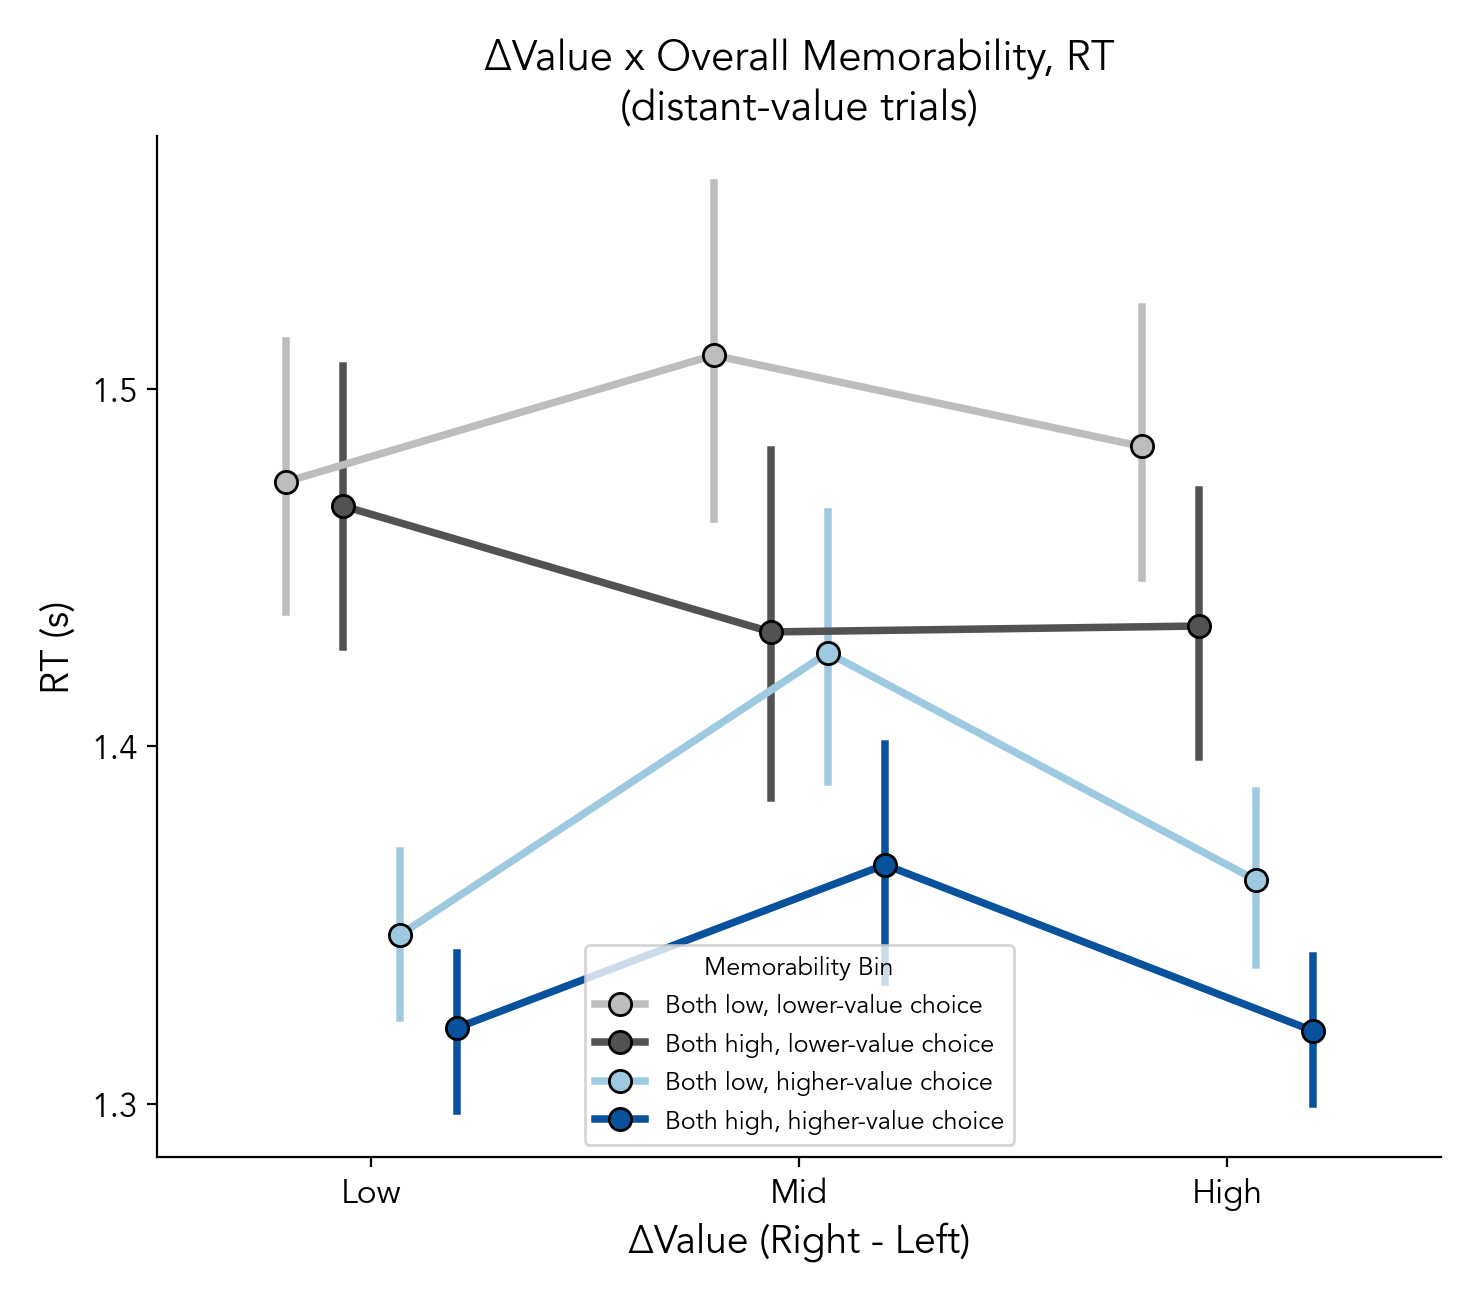 ΔValue x Overall Memorability, RT
(distant-value trials)
RT (s)
1.5
1.4
1.3
Memorability Bin
Both low, lower-value choice
Both high, lower-value choice
Both low, higher-value choice
Both high, higher-value choice
Low
Mid
High
ΔValue (Right - Left)